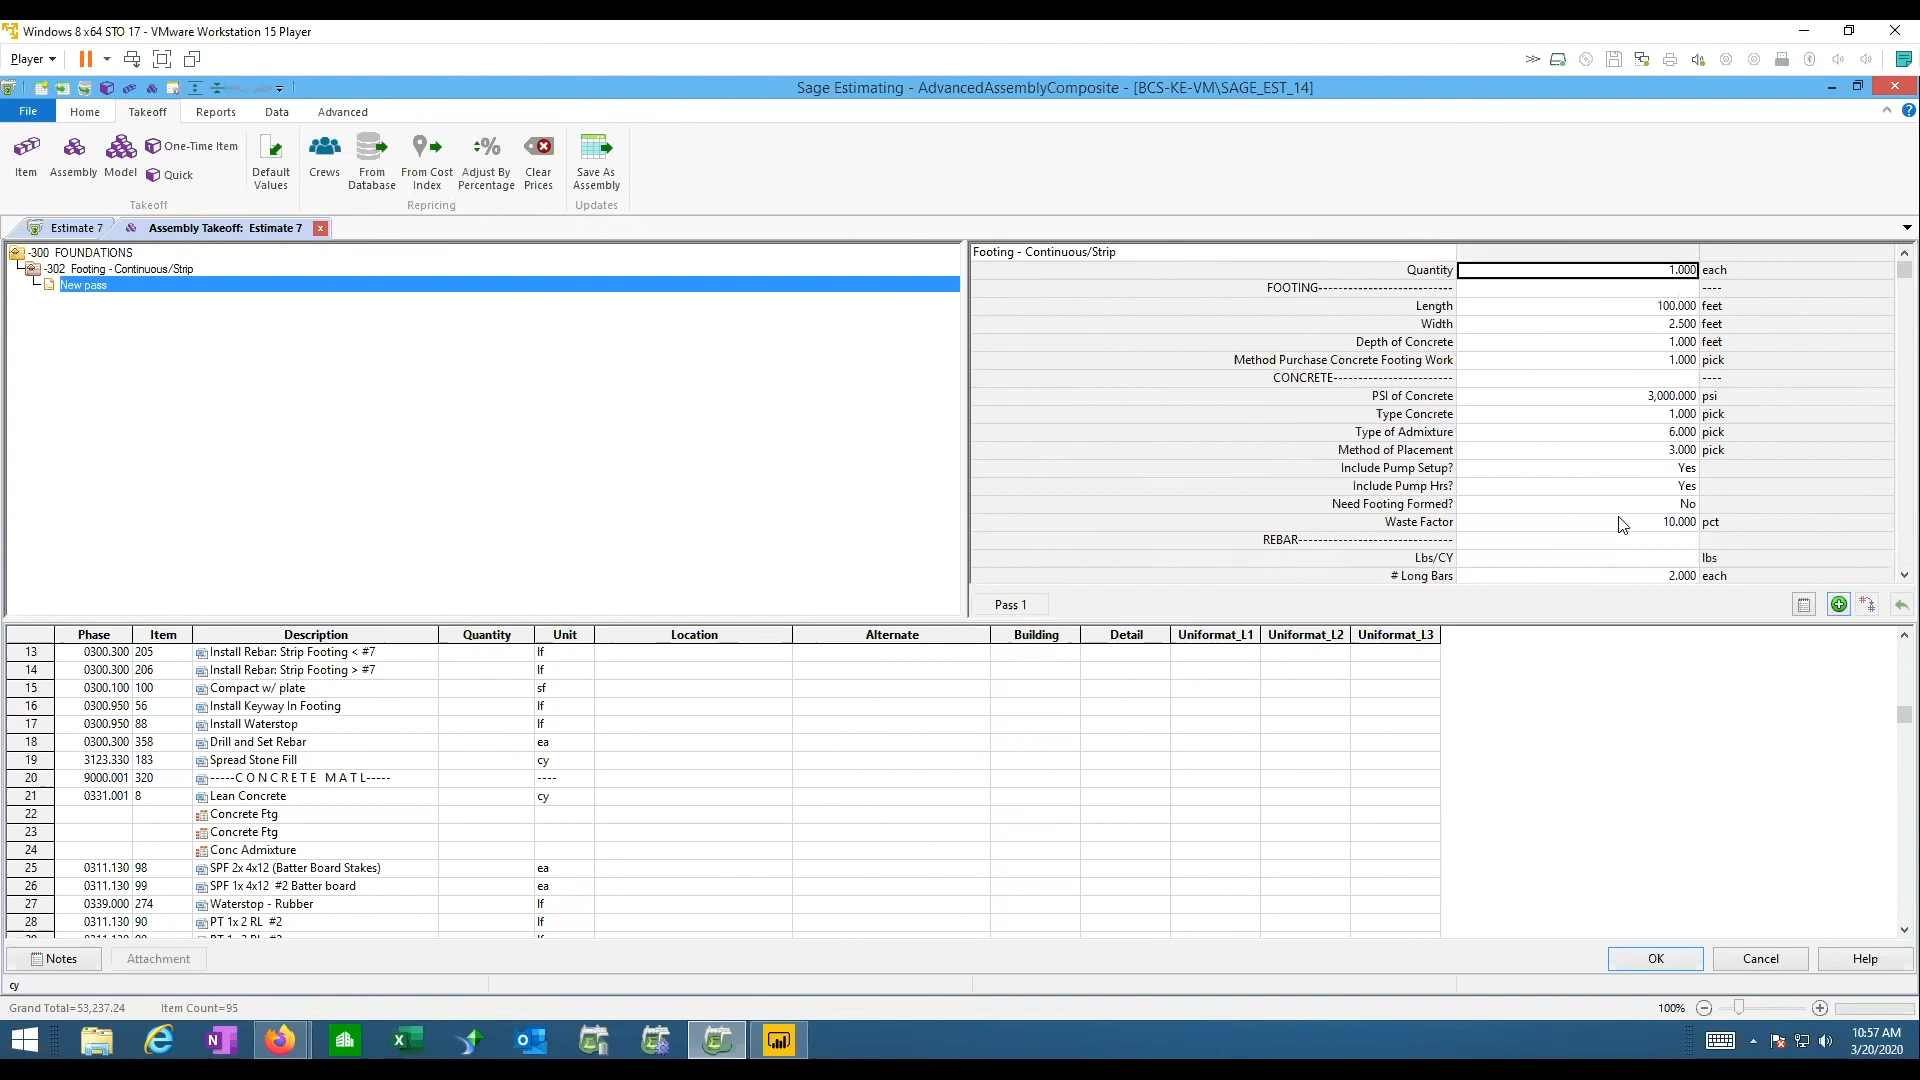 Windows 8 x64 STO 17 - VMware Workstation 15 Player
Player
Sage Estimating - AdvancedAssemblyComposite - [BCS-KE-VM\SAGE_EST_14]
File Home Takeoff Reports Data Advanced
Item Assembly Model One-Time Item Quick
Default Values
Crews From Database From Cost Index Adjust By Percentage Clear Prices
Save As Assembly
Takeoff Repricing Updates
Estimate 7 Assembly Takeoff: Estimate 7 x
-300 FOUNDATIONS
-302 Footing - Continuous/Strip
New pass
Footing - Continuous/Strip
Quantity 1.000 each
FOOTING--------------------------- ----
Length 100.000 feet
Width 2.500 feet
Depth of Concrete 1.000 feet
Method Purchase Concrete Footing Work 1.000 pick
CONCRETE------------------------ ----
PSI of Concrete 3,000.000 psi
Type Concrete 1.000 pick
Type of Admixture 6.000 pick
Method of Placement 3.000 pick
Include Pump Setup? Yes
Include Pump Hrs? Yes
Need Footing Formed? No
Waste Factor 10.000 pct
REBAR-------------------------------
Lbs/CY lbs
# Long Bars 2.000 each
Pass 1
Phase Item Description Quantity Unit Location Alternate Building Detail Uniformat_L1 Uniformat_L2 Uniformat_L3
13 0300.300 205 Install Rebar: Strip Footing < #7 lf
14 0300.300 206 Install Rebar: Strip Footing > #7 lf
15 0300.100 100 Compact w/ plate sf
16 0300.950 56 Install Keyway In Footing lf
17 0300.950 88 Install Waterstop lf
18 0300.300 358 Drill and Set Rebar ea
19 3123.330 183 Spread Stone Fill cy
20 9000.001 320 -----C O N C R E T E M A T L----- ----
21 0331.001 8 Lean Concrete cy
22 Concrete Ftg
23 Concrete Ftg
24 Conc Admixture
25 0311.130 98 SPF 2x 4x12 (Batter Board Stakes) ea
26 0311.130 99 SPF 1x 4x12 #2 Batter board ea
27 0339.000 274 Waterstop - Rubber lf
28 0311.130 90 PT 1x 2 RL #2 lf
Notes Attachment OK Cancel Help
cy
Grand Total=53,237.24 Item Count=95 100%
10:57 AM
3/20/2020